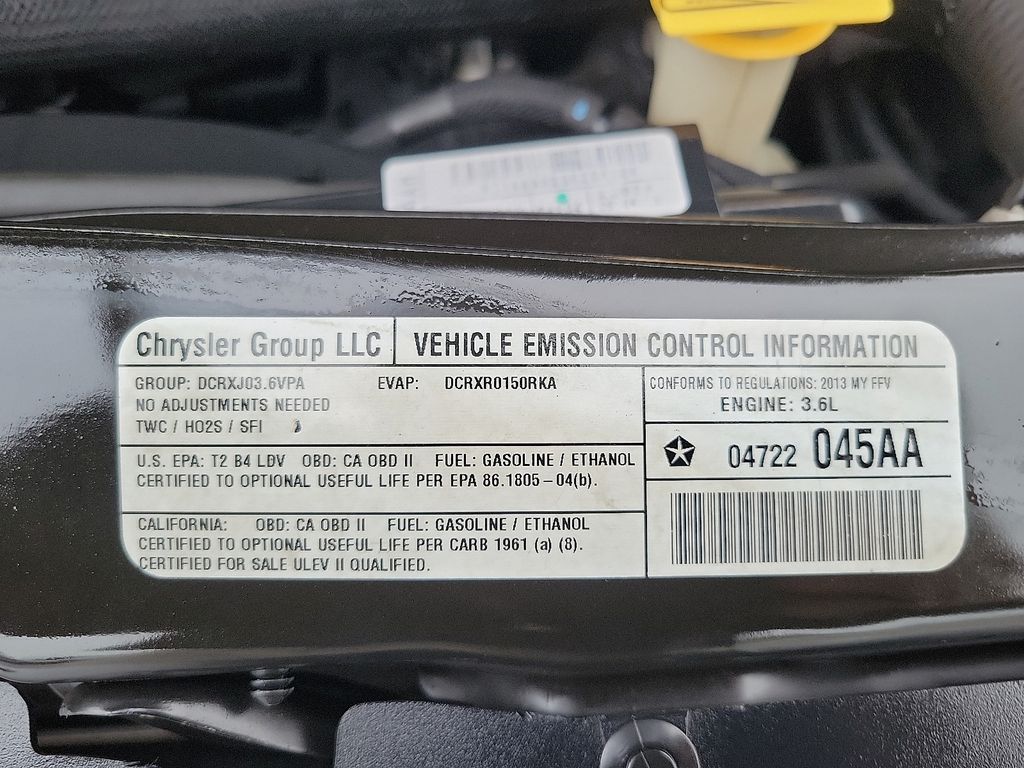 Chrysler Group LLC
VEHICLE EMISSION CONTROL INFORMATION
GROUP: DCRXJ03.6VPA EVAP: DCRXR0150RKA
NO ADJUSTMENTS NEEDED
TWC / HO2S / SFI
CONFORMS TO REGULATIONS: 2013 MY FFV
ENGINE: 3.6L
04722 045AA
U.S. EPA: T2 B4 LDV OBD: CA OBD II FUEL: GASOLINE / ETHANOL
CERTIFIED TO OPTIONAL USEFUL LIFE PER EPA 86.1805-04(b).
CALIFORNIA: OBD: CA OBD II FUEL: GASOLINE / ETHANOL
CERTIFIED TO OPTIONAL USEFUL LIFE PER CARB 1961 (a) (8).
CERTIFIED FOR SALE ULEV II QUALIFIED.